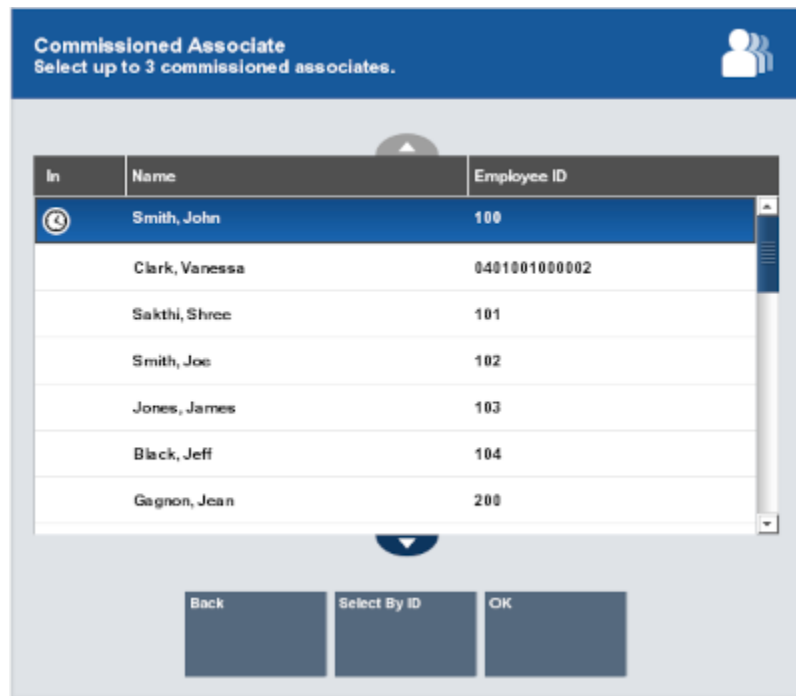 Commissioned Associate
Select up to 3 commissioned associates.
In Name Employee ID
Smith, John 100
Clark, Vanessa 0401001000002
Sakthi, Shree 101
Smith, Joe 102
Jones, James 103
Black, Jeff 104
Gagnon, Jean 200
Back Select By ID OK